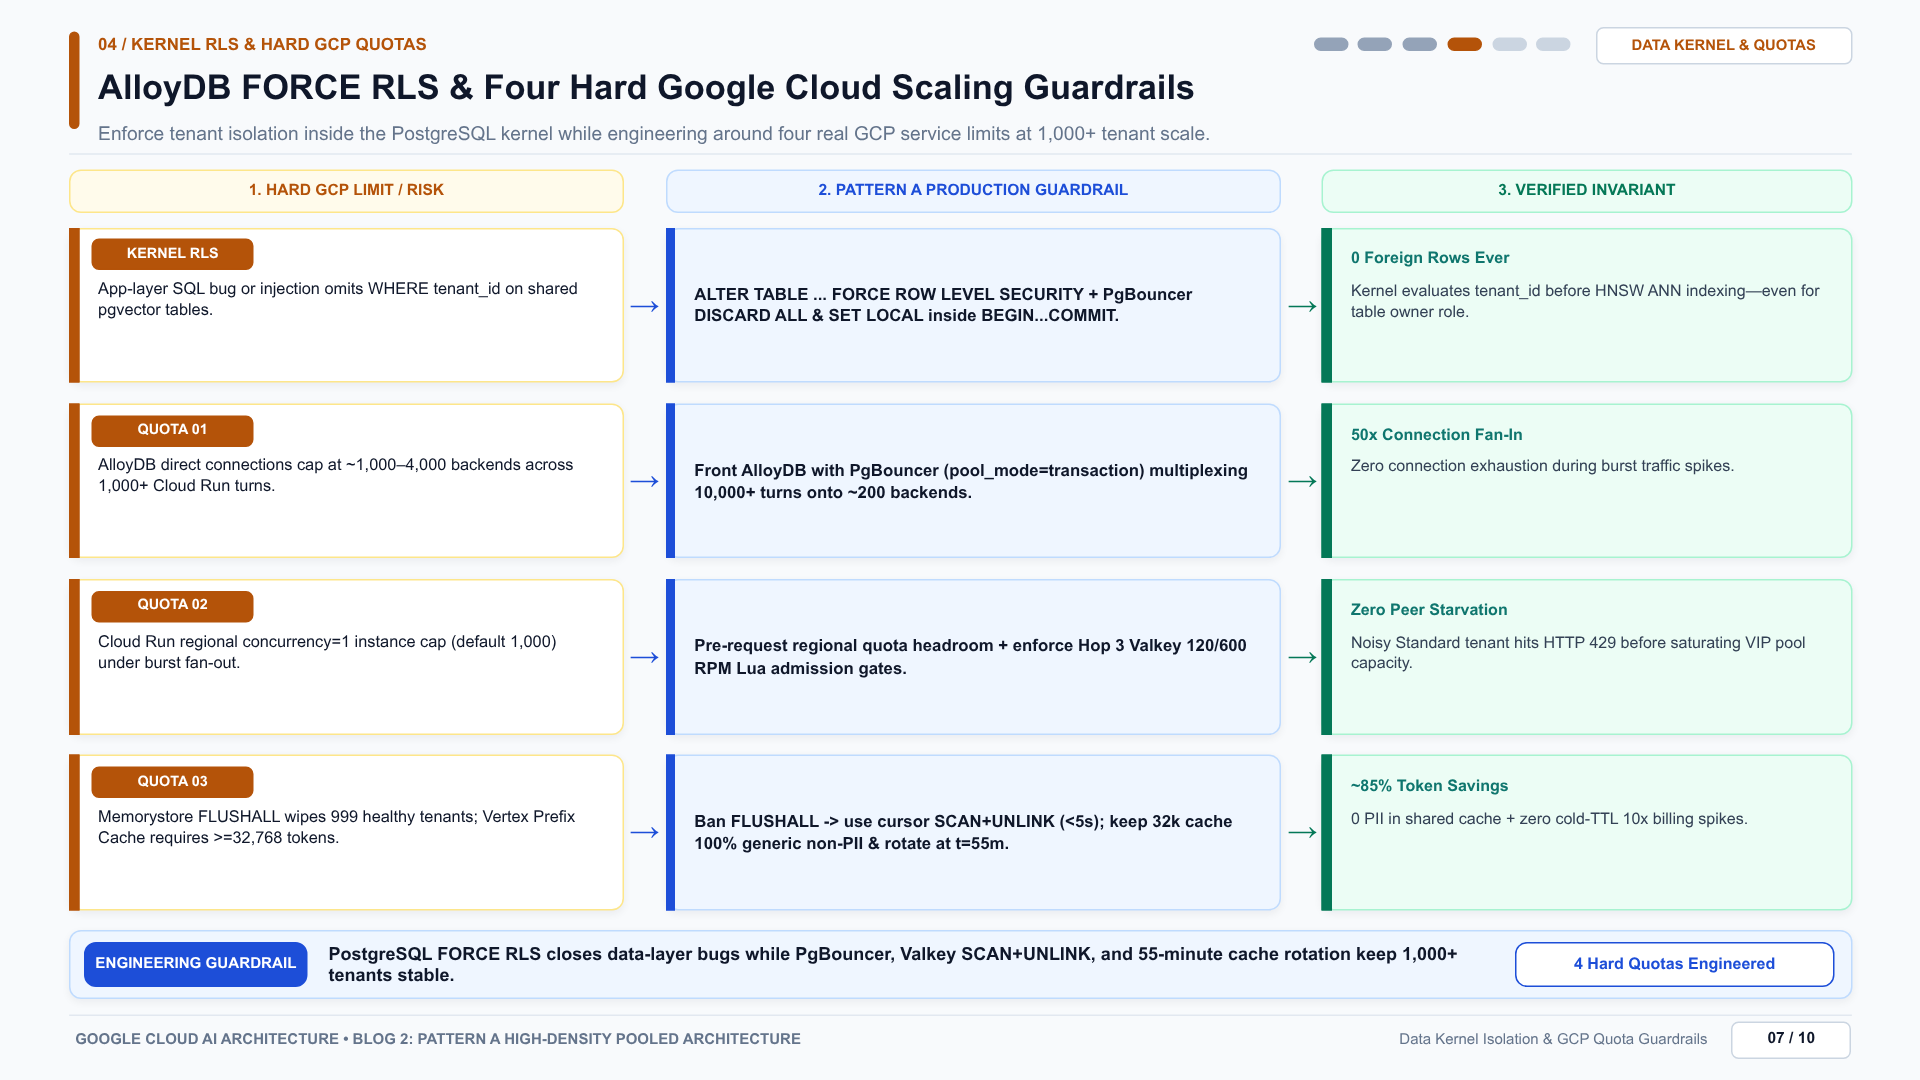 04 / KERNEL RLS & HARD GCP QUOTAS
DATA KERNEL & QUOTAS
AlloyDB FORCE RLS & Four Hard Google Cloud Scaling Guardrails
Enforce tenant isolation inside the PostgreSQL kernel while engineering around four real GCP service limits at 1,000+ tenant scale.
1. HARD GCP LIMIT / RISK
2. PATTERN A PRODUCTION GUARDRAIL
3. VERIFIED INVARIANT
KERNEL RLS
App-layer SQL bug or injection omits WHERE tenant_id on shared
pgvector tables.
→
ALTER TABLE ... FORCE ROW LEVEL SECURITY + PgBouncer
DISCARD ALL & SET LOCAL inside BEGIN...COMMIT.
→
0 Foreign Rows Ever
Kernel evaluates tenant_id before HNSW ANN indexing—even for
table owner role.
QUOTA 01
AlloyDB direct connections cap at ~1,000–4,000 backends across
1,000+ Cloud Run turns.
→
Front AlloyDB with PgBouncer (pool_mode=transaction) multiplexing
10,000+ turns onto ~200 backends.
→
50x Connection Fan-In
Zero connection exhaustion during burst traffic spikes.
QUOTA 02
Cloud Run regional concurrency=1 instance cap (default 1,000)
under burst fan-out.
→
Pre-request regional quota headroom + enforce Hop 3 Valkey 120/600
RPM Lua admission gates.
→
Zero Peer Starvation
Noisy Standard tenant hits HTTP 429 before saturating VIP pool
capacity.
QUOTA 03
Memorystore FLUSHALL wipes 999 healthy tenants; Vertex Prefix
Cache requires >=32,768 tokens.
→
Ban FLUSHALL -> use cursor SCAN+UNLINK (<5s); keep 32k cache
100% generic non-PII & rotate at t=55m.
→
~85% Token Savings
0 PII in shared cache + zero cold-TTL 10x billing spikes.
ENGINEERING GUARDRAIL
PostgreSQL FORCE RLS closes data-layer bugs while PgBouncer, Valkey SCAN+UNLINK, and 55-minute cache rotation keep 1,000+
tenants stable.
4 Hard Quotas Engineered
GOOGLE CLOUD AI ARCHITECTURE • BLOG 2: PATTERN A HIGH-DENSITY POOLED ARCHITECTURE
Data Kernel Isolation & GCP Quota Guardrails
07 / 10